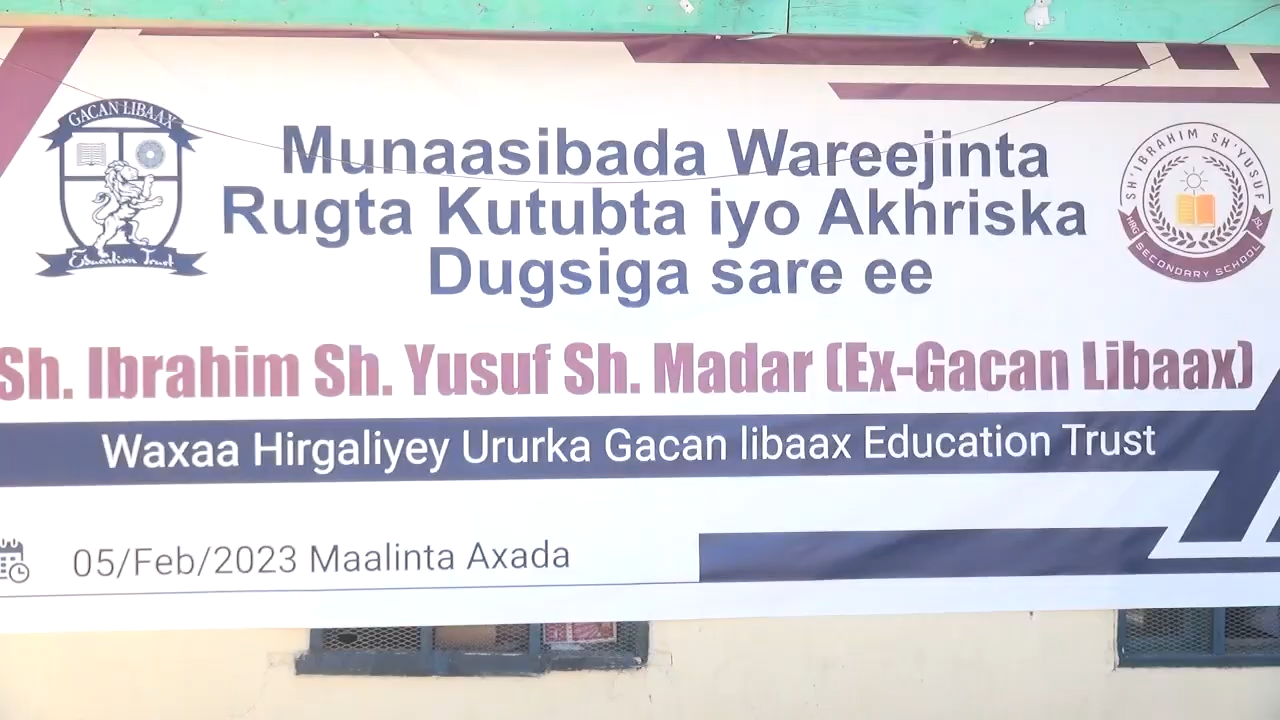 GACAN LIBAAX
Education Trust
Munaasibada Wareejinta
Rugta Kutubta iyo Akhriska
Dugsiga sare ee
SH'IBRAHIM SH'YUSUF
HRG
JSL
SECONDARY SCHOOL
Sh. Ibrahim Sh. Yusuf Sh. Madar (Ex-Gacan Libaax)
Waxaa Hirgaliyey Ururka Gacan libaax Education Trust
05/Feb/2023 Maalinta Axada